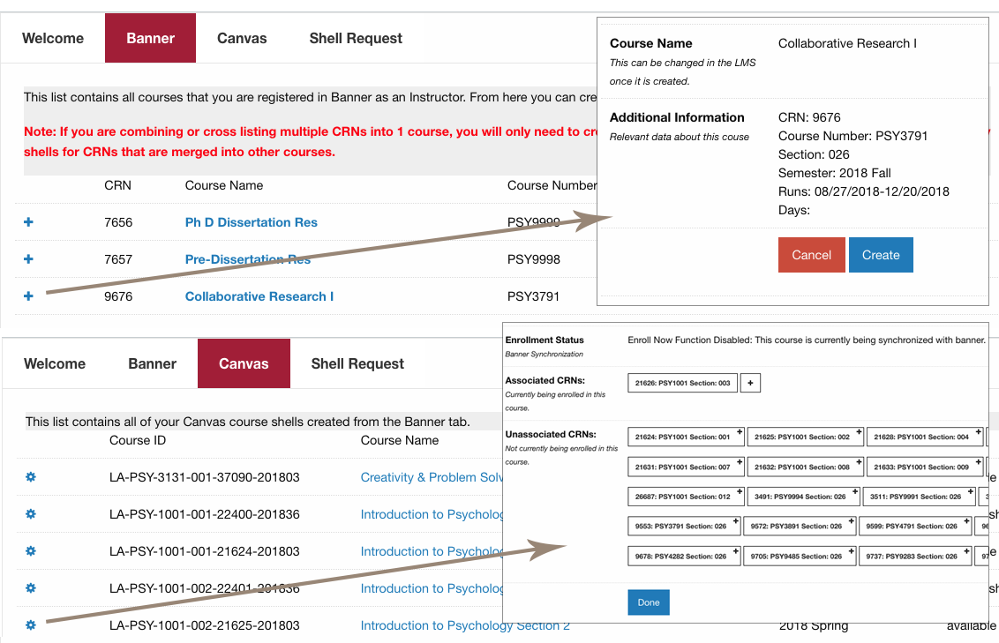 Welcome Banner Canvas Shell Request
This list contains all courses that you are registered in Banner as an Instructor. From here you can cre
Note: If you are combining or cross listing multiple CRNs into 1 course, you will only need to
shells for CRNs that are merged into other courses.
CRN Course Name Course Number
7656 Ph D Dissertation Res PSY9999
7657 Pre-Dissertation Res PSY9998
9676 Collaborative Research I PSY3791
Course Name Collaborative Research I
This can be changed in the LMS
once it is created.
Additional Information CRN: 9676
Relevant data about this couse Course Number: PSY3791
Section: 026
Semester: 2018 Fall
Runs: 08/27/2018-12/20/2018
Days:
Cancel Create
Welcome Banner Canvas Shell Request
This list contains all of your Canvas course shells created from the Banner tab.
Course ID Course Name
LA-PSY-3131-001-37090-201803 Creativity & Problem Solv
LA-PSY-1001-001-22400-201836 Introduction to Psycholog
LA-PSY-1001-001-21624-201803 Introduction to Psycholog
LA-PSY-1001-002-22401-201836 Introduction to Psycholog
LA-PSY-1001-002-21625-201803 Introduction to Psychology Section 2 2018 Spring available
Enrollment Status Enroll Now Function Disabled: This course is currently being synchronized with banner.
Banner Synchronization
Associated CRNs: 21626: PSY1001 Section: 003 +
Currently being enrolled in this
course.
Unassociated CRNs: 21624: PSY1001 Section: 001 + 21625: PSY1001 Section: 002 + 21628: PSY1001 Section: 004 +
Not currently being enrolled in this
course.
21631: PSY1001 Section: 007 + 21632: PSY1001 Section: 008 + 21633: PSY1001 Section: 009 +
26687: PSY1001 Section: 012 + 3491: PSY9994 Section: 026 + 3511: PSY9991 Section: 026 +
9553: PSY3791 Section: 026 + 9572: PSY3891 Section: 026 + 9599: PSY4791 Section: 026 +
9678: PSY4282 Section: 026 + 9705: PSY9485 Section: 026 + 9737: PSY9283 Section: 026 +
Done